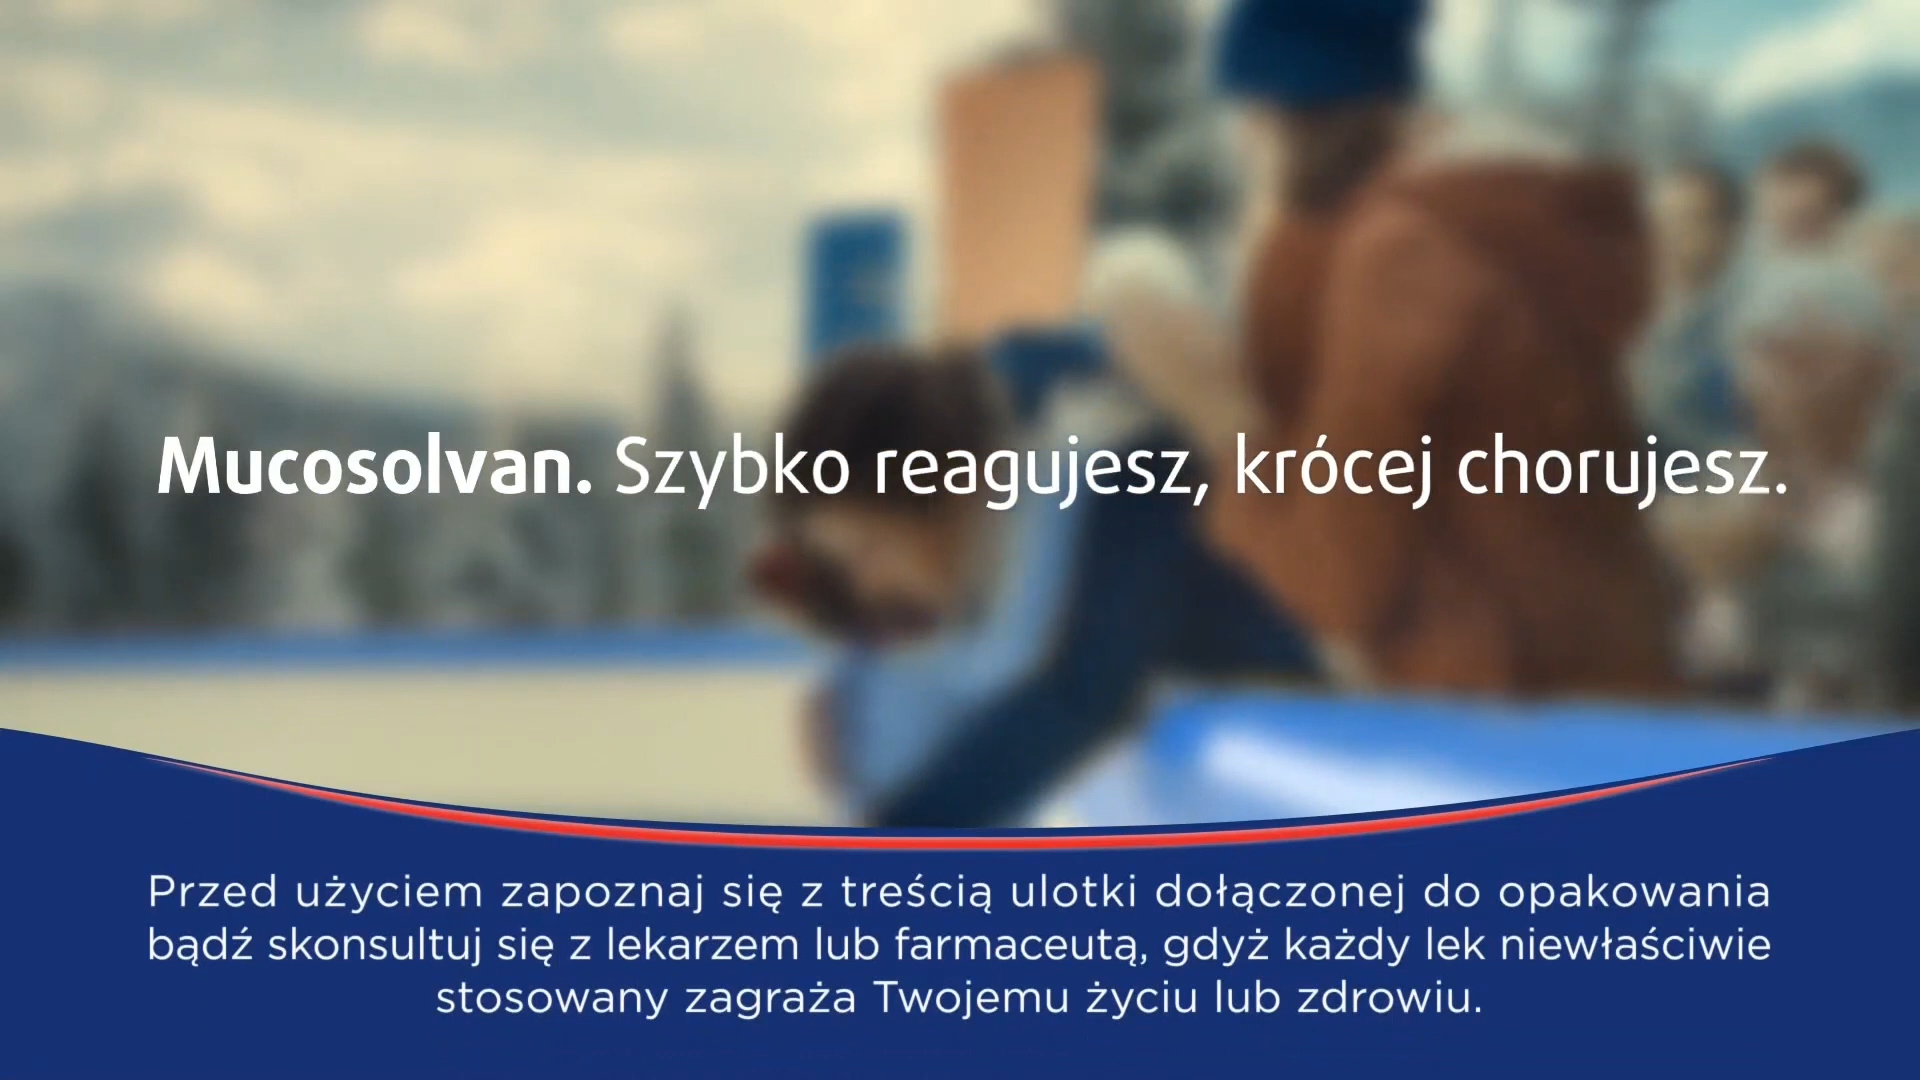 Mucosolvan. Szybko reagujesz, krócej chorujesz.
Przed użyciem zapoznaj się z treścią ulotki dołączonej do opakowania
bądź skonsultuj się z lekarzem lub farmaceutą, gdyż każdy lek niewłaściwie
stosowany zagraża Twojemu życiu lub zdrowiu.